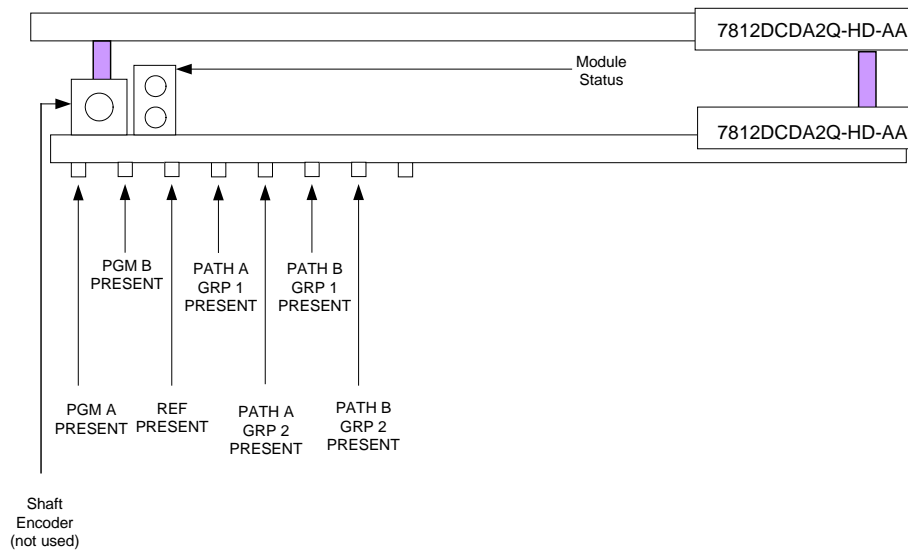 7812DCDA2Q-HD-AA
Module
Status
7812DCDA2Q-HD-AA
PGM B
PRESENT
PATH A
GRP 1
PRESENT
PATH B
GRP 1
PRESENT
PGM A
PRESENT
REF
PRESENT
PATH A
GRP 2
PRESENT
PATH B
GRP 2
PRESENT
Shaft
Encoder
(not used)